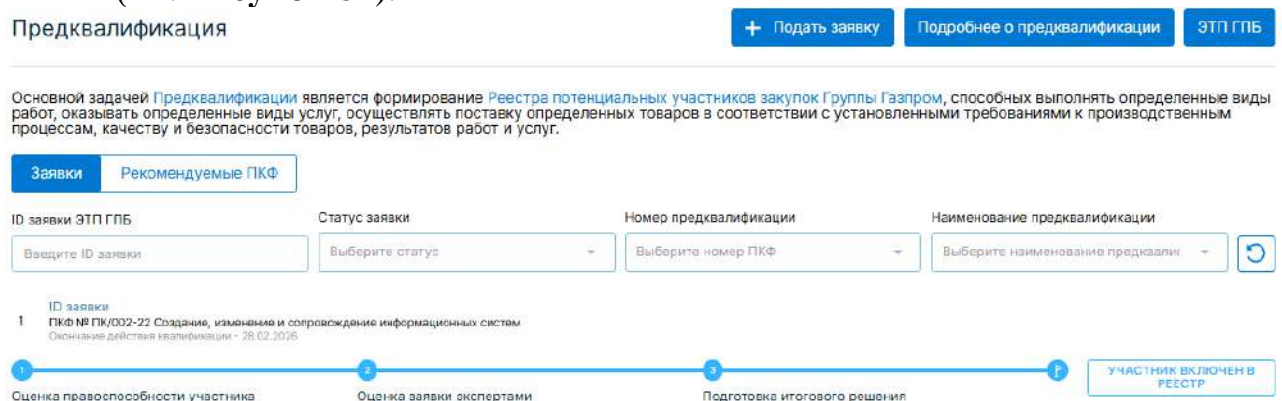 Предквалификация
+ Подать заявку
Подробнее о предквалификации
ЭТП ГПБ
Основной задачей Предквалификации является формирование Реестра потенциальных участников закупок Группы Газпром, способных выполнять определенные виды
работ, оказывать определенные виды услуг, осуществлять поставку определенных товаров в соответствии с установленными требованиями к производственным
процессам, качеству и безопасности товаров, результатов работ и услуг.
Заявки
Рекомендуемые ПКФ
ID заявки ЭТП ГПБ
Статус заявки
Номер предквалификации
Наименование предквалификации
Введите ID заявки
Выберите статус
Выберите номер ПКФ
Выберите наименование предквалиф
ID заявки
1 ПКФ № ПК/002-22 Создание, изменение и сопровождение информационных систем
Окончание действия квалификации - 28.02.2026
1
2
3
УЧАСТНИК ВКЛЮЧЕН В
РЕЕСТР
Оценка правоспособности участника
Оценка заявки экспертами
Подготовка итогового решения